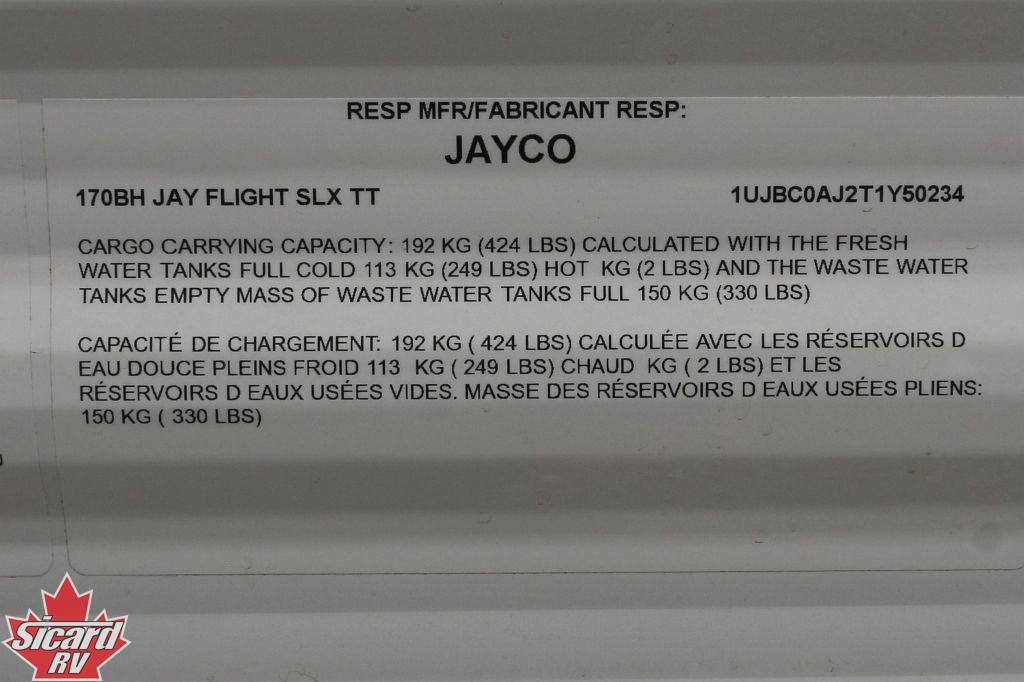 RESP MFR/FABRICANT RESP:
JAYCO
170BH JAY FLIGHT SLX TT 1UJBC0AJ2T1Y50234
CARGO CARRYING CAPACITY: 192 KG (424 LBS) CALCULATED WITH THE FRESH
WATER TANKS FULL COLD 113 KG (249 LBS) HOT  KG (2 LBS) AND THE WASTE WATER
TANKS EMPTY MASS OF WASTE WATER TANKS FULL 150 KG (330 LBS)
CAPACITÉ DE CHARGEMENT: 192 KG ( 424 LBS) CALCULÉE AVEC LES RÉSERVOIRS D
EAU DOUCE PLEINS FROID 113  KG ( 249 LBS) CHAUD  KG ( 2 LBS) ET LES
RÉSERVOIRS D EAUX USÉES VIDES. MASSE DES RÉSERVOIRS D EAUX USÉES PLIENS:
150 KG ( 330 LBS)
Sicard
RV